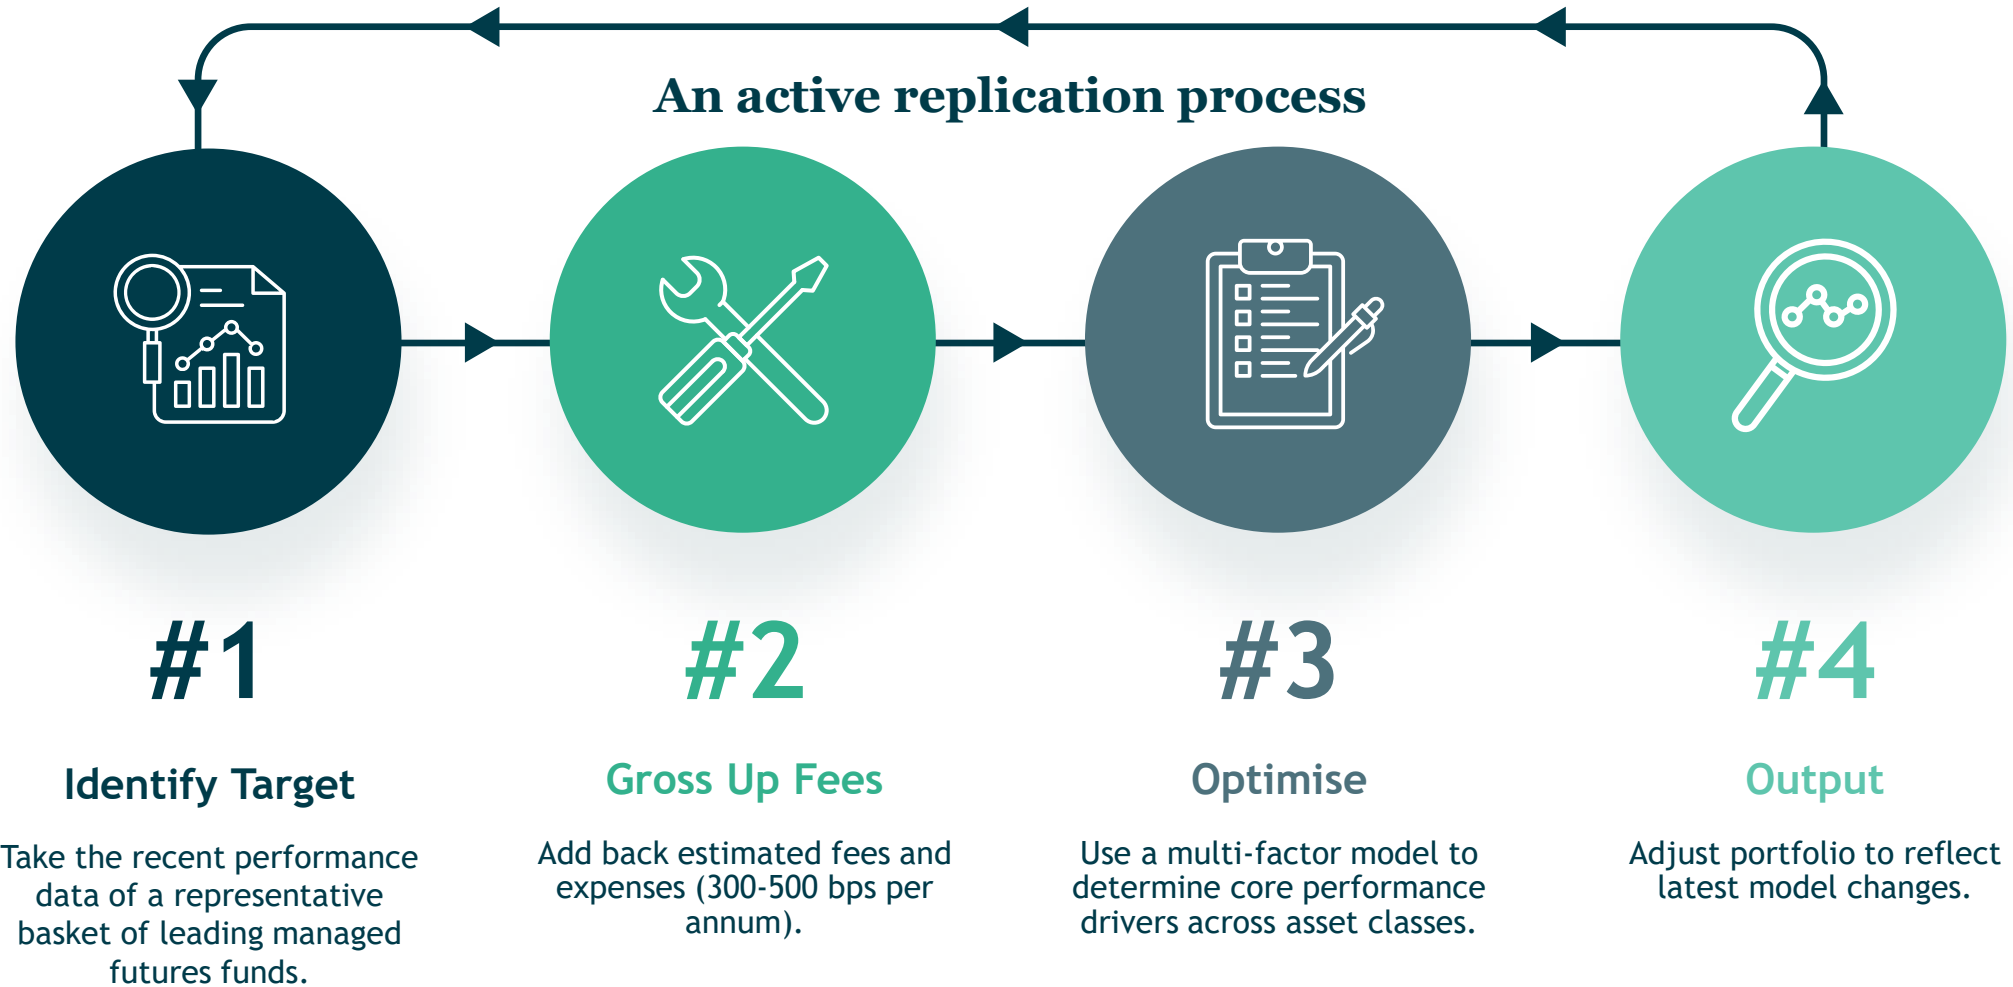 An active replication process
#1
Identify Target
Take the recent performance
data of a representative
basket of leading managed
futures funds.
#2
Gross Up Fees
Add back estimated fees and
expenses (300-500 bps per
annum).
#3
Optimise
Use a multi-factor model to
determine core performance
drivers across asset classes.
#4
Output
Adjust portfolio to reflect
latest model changes.